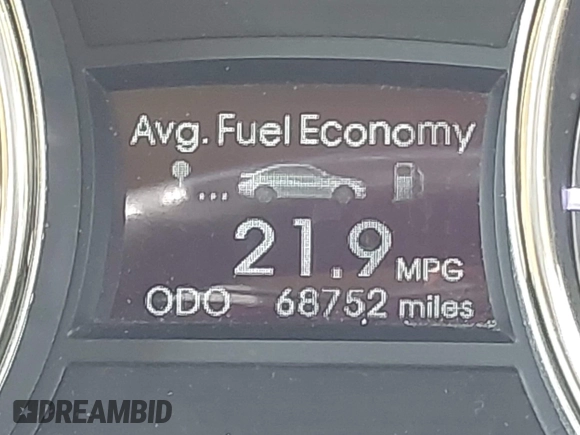 Avg. Fuel Economy
21.9 MPG
ODO 68752 miles
DREAMBID